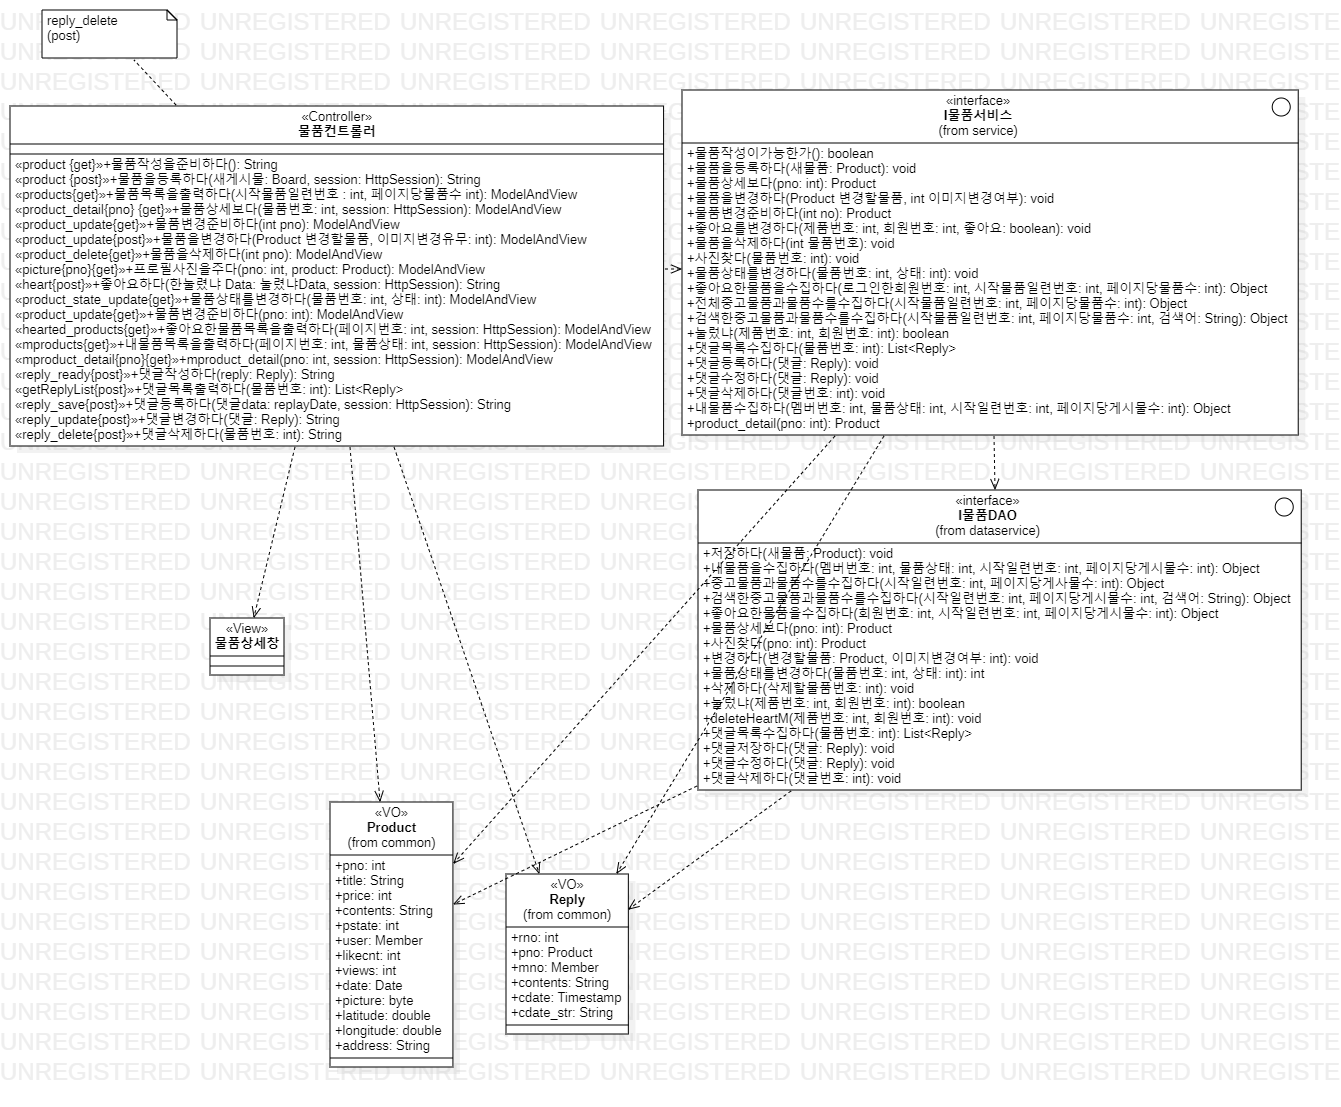 reply_delete
(post)
«Controller»
물품컨트롤러
«product {get}»+물품작성을준비하다(): String
«product {post}»+물품을등록하다(새게시물: Board, session: HttpSession): String
«products{get}»+물품목록을출력하다(시작물품일련번호 : int, 페이지당물품수 int): ModelAndView
«product_detail{pno} {get}»+물품상세보다(물품번호: int, session: HttpSession): ModelAndView
«product_update{get}»+물품변경준비하다(int pno): ModelAndView
«product_update{post}»+물품을변경하다(Product 변경할물품, 이미지변경유무: int): ModelAndView
«product_delete{get}»+물품을삭제하다(int pno): ModelAndView
«picture{pno}{get}»+프로필사진을주다(pno: int, product: Product): ModelAndView
«heart{post}»+좋아요하다(한눌렸냐 Data: 눌렸냐Data, session: HttpSession): String
«product_state_update{get}»+물품상태를변경하다(물품번호: int, 상태: int): ModelAndView
«product_update{get}»+물품변경준비하다(pno: int): ModelAndView
«hearted_products{get}»+좋아요한물품목록을출력하다(페이지번호: int, session: HttpSession): ModelAndView
«mproducts{get}»+내물품목록을출력하다(페이지번호: int, 물품상태: int, session: HttpSession): ModelAndView
«mproduct_detail{pno}{get}»+mproduct_detail(pno: int, session: HttpSession): ModelAndView
«reply_ready{post}»+댓글작성하다(reply: Reply): String
«getReplyList{post}»+댓글목록출력하다(물품번호: int): List<Reply>
«reply_save{post}»+댓글등록하다(댓글data: replayDate, session: HttpSession): String
«reply_update{post}»+댓글변경하다(댓글: Reply): String
«reply_delete{post}»+댓글삭제하다(물품번호: int): String
«interface»
I물품서비스
(from service)
+물품작성이가능한가(): boolean
+물품을등록하다(새물품: Product): void
+물품상세보다(pno: int): Product
+물품을변경하다(Product 변경할물품, int 이미지변경여부): void
+물품변경준비하다(int no): Product
+좋아요를변경하다(제품번호: int, 회원번호: int, 좋아요: boolean): void
+물품을삭제하다(int 물품번호): void
+사진찾다(물품번호: int): void
+물품상태를변경하다(물품번호: int, 상태: int): void
+좋아요한물품을수집하다(로그인한회원번호: int, 시작물품일련번호: int, 페이지당물품수: int): Object
+전체중고물품과물품수를수집하다(시작물품일련번호: int, 페이지당물품수: int): Object
+검색한중고물품과물품수를수집하다(시작물품일련번호: int, 페이지당물품수: int, 검색어: String): Object
+눌렀냐(제품번호: int, 회원번호: int): boolean
+댓글목록수집하다(물품번호: int): List<Reply>
+댓글등록하다(댓글: Reply): void
+댓글수정하다(댓글: Reply): void
+댓글삭제하다(댓글번호: int): void
+내물품수집하다(멤버번호: int, 물품상태: int, 시작일련번호: int, 페이지당게시물수: int): Object
+product_detail(pno: int): Product
«interface»
I물품DAO
(from dataservice)
+저장하다(새물품: Product): void
+내물품을수집하다(멤버번호: int, 물품상태: int, 시작일련번호: int, 페이지당게시물수: int): Object
+중고물품과물품수를수집하다(시작일련번호: int, 페이지당게사물수: int): Object
+검색한중고물품과물품수를수집하다(시작일련번호: int, 페이지당게시물수: int, 검색어: String): Object
+좋아요한물품을수집하다(회원번호: int, 시작일련번호: int, 페이지당게시물수: int): Object
+물품상세보다(pno: int): Product
+사진찾다(pno: int): Product
+변경하다(변경할물품: Product, 이미지변경여부: int): void
+물품상태를변경하다(물품번호: int, 상태: int): int
+삭제하다(삭제할물품번호: int): void
+눌렀냐(제품번호: int, 회원번호: int): boolean
+deleteHeartM(제품번호: int, 회원번호: int): void
+댓글목록수집하다(물품번호: int): List<Reply>
+댓글저장하다(댓글: Reply): void
+댓글수정하다(댓글: Reply): void
+댓글삭제하다(댓글번호: int): void
«View»
물품상세창
«VO»
Product
(from common)
+pno: int
+title: String
+price: int
+contents: String
+pstate: int
+user: Member
+likecnt: int
+views: int
+date: Date
+picture: byte
+latitude: double
+longitude: double
+address: String
«VO»
Reply
(from common)
+rno: int
+pno: Product
+mno: Member
+contents: String
+cdate: Timestamp
+cdate_str: String